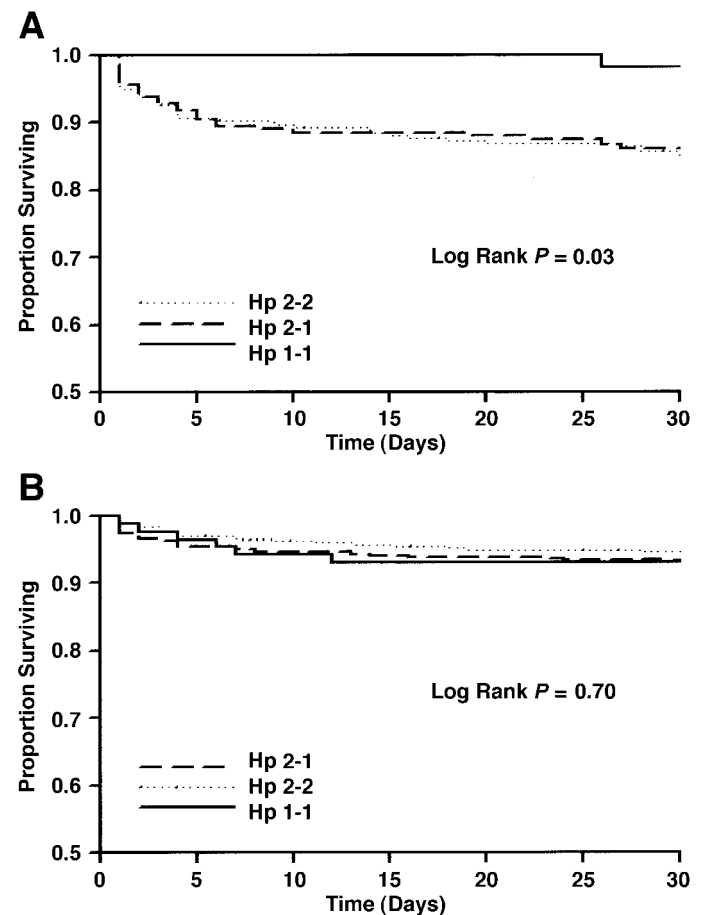 A
1.0
0.9
0.8
0.7
0.6
0.5
Proportion Surviving
Log Rank P = 0.03
Hp 2-2
Hp 2-1
Hp 1-1
0 5 10 15 20 25 30
Time (Days)
B
1.0
0.9
0.8
0.7
0.6
0.5
Proportion Surviving
Log Rank P = 0.70
Hp 2-1
Hp 2-2
Hp 1-1
0 5 10 15 20 25 30
Time (Days)